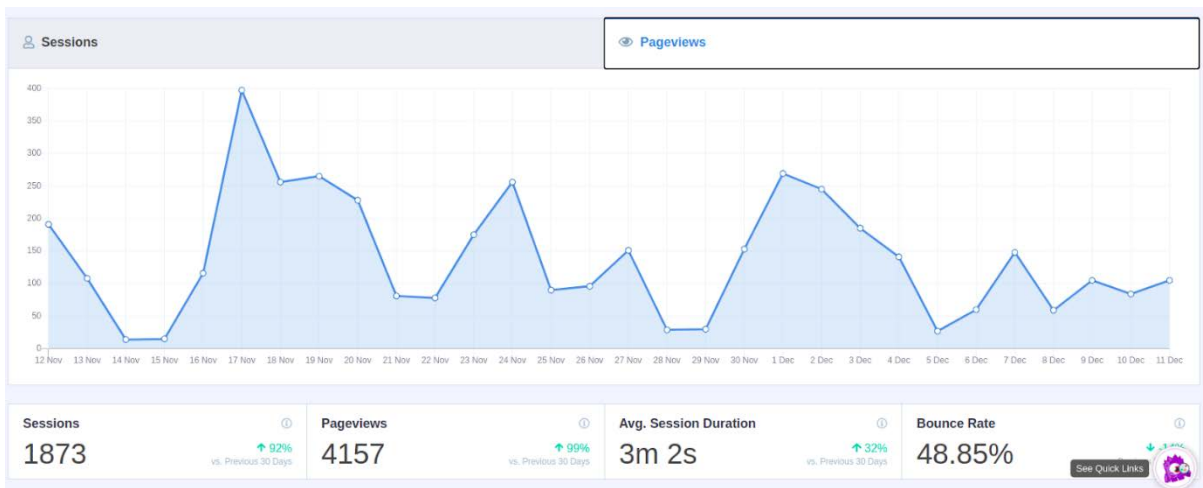 Sessions
Pageviews
400
350
300
250
200
150
100
50
0
12 Nov 13 Nov 14 Nov 15 Nov 16 Nov 17 Nov 18 Nov 19 Nov 20 Nov 21 Nov 22 Nov 23 Nov 24 Nov 25 Nov 26 Nov 27 Nov 28 Nov 29 Nov 30 Nov 1 Dec 2 Dec 3 Dec 4 Dec 5 Dec 6 Dec 7 Dec 8 Dec 9 Dec 10 Dec 11 Dec
Sessions
1873
92%
vs. Previous 30 Days
Pageviews
4157
99%
vs. Previous 30 Days
Avg. Session Duration
3m 2s
32%
vs. Previous 30 Days
Bounce Rate
48.85%
See Quick Links